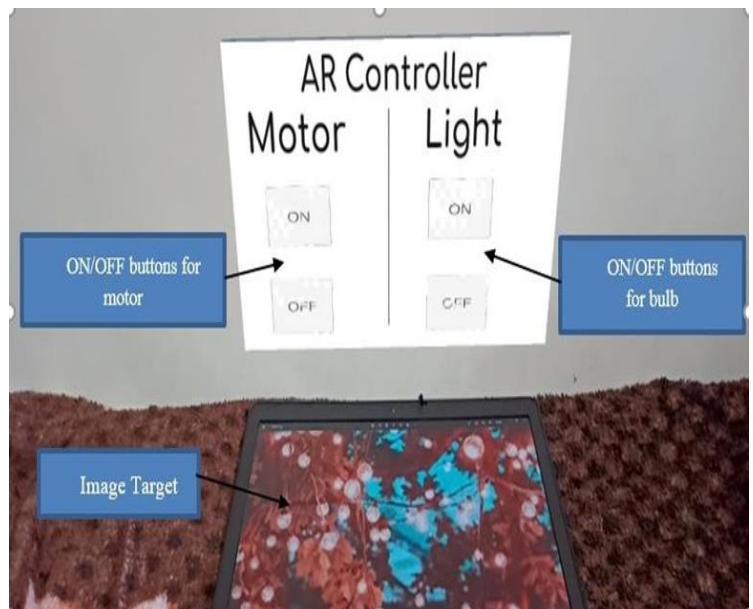 AR Controller
Motor
Light
ON
ON
ON/OFF buttons for
motor
ON/OFF buttons
for bulb
OFF
OFF
Image Target